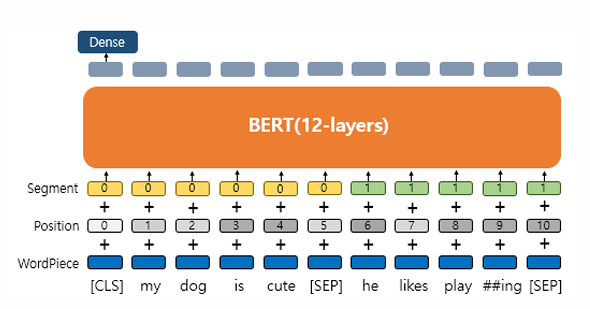 Dense
BERT(12-layers)
Segment 0 0 0 0 0 0 1 1 1 1 1
+ + + + + + + + + + +
Position 0 1 2 3 4 5 6 7 8 9 10
+ + + + + + + + + + +
WordPiece
[CLS] my dog is cute [SEP] he likes play ##ing [SEP]